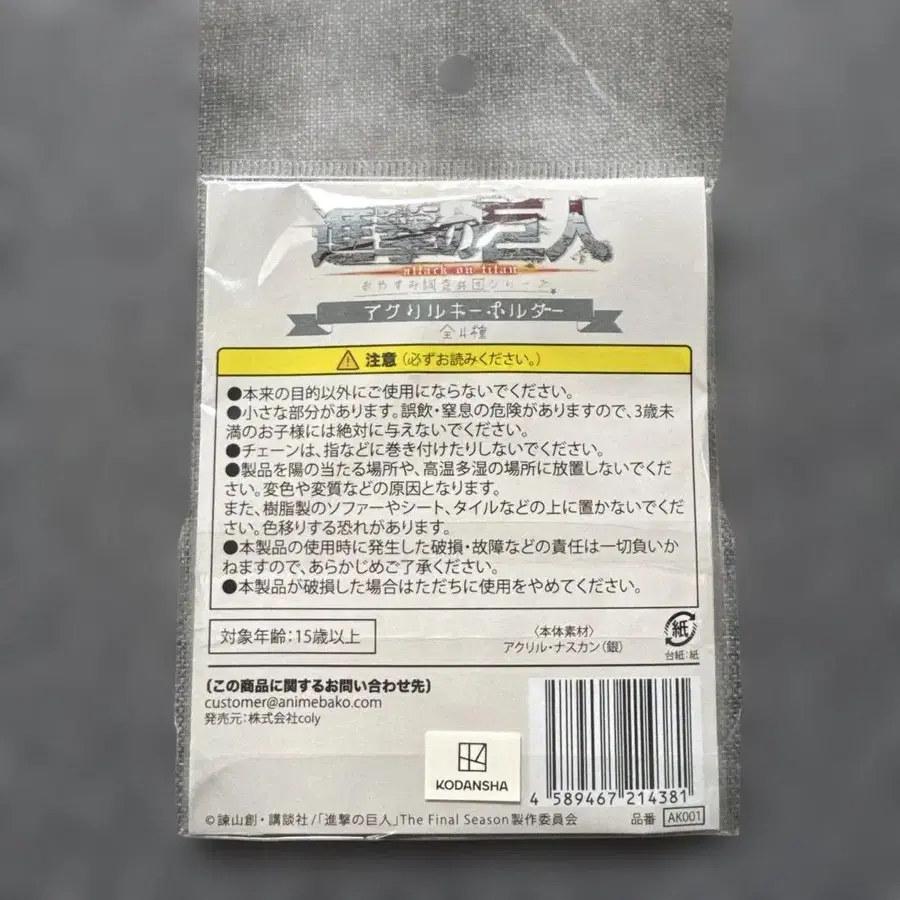 進撃の巨人
attack on titan
おやすみ調査兵団シリーズ
アクリルキーホルダー
全4種
注意(必ずお読みください。)
●本来の目的以外にご使用にならないでください。
●小さな部分があります。誤飲・窒息の危険がありますので、3歳未
満のお子様には絶対に与えないでください。
●チェーンは、指などに巻き付けたりしないでください。
●製品を陽の当たる場所や、高温多湿の場所に放置しないでくだ
さい。変色や変質などの原因となります。
また、樹脂製のソファーやシート、タイルなどの上に置かないでくだ
さい。色移りする恐れがあります。
●本製品の使用時に発生した破損・故障などの責任は一切負いか
ねますので、あらかじめご了承ください。
●本製品が破損した場合はただちに使用をやめてください。
対象年齢:15歳以上
〈本体素材〉
アクリル・ナスカン(銀)
紙
台紙:紙
(この商品に関するお問い合わせ先)
customer@animebako.com
発売元:株式会社coly
KODANSHA
4 589467 214381
©諫山創・講談社/「進撃の巨人」The Final Season製作委員会
品番 AK001